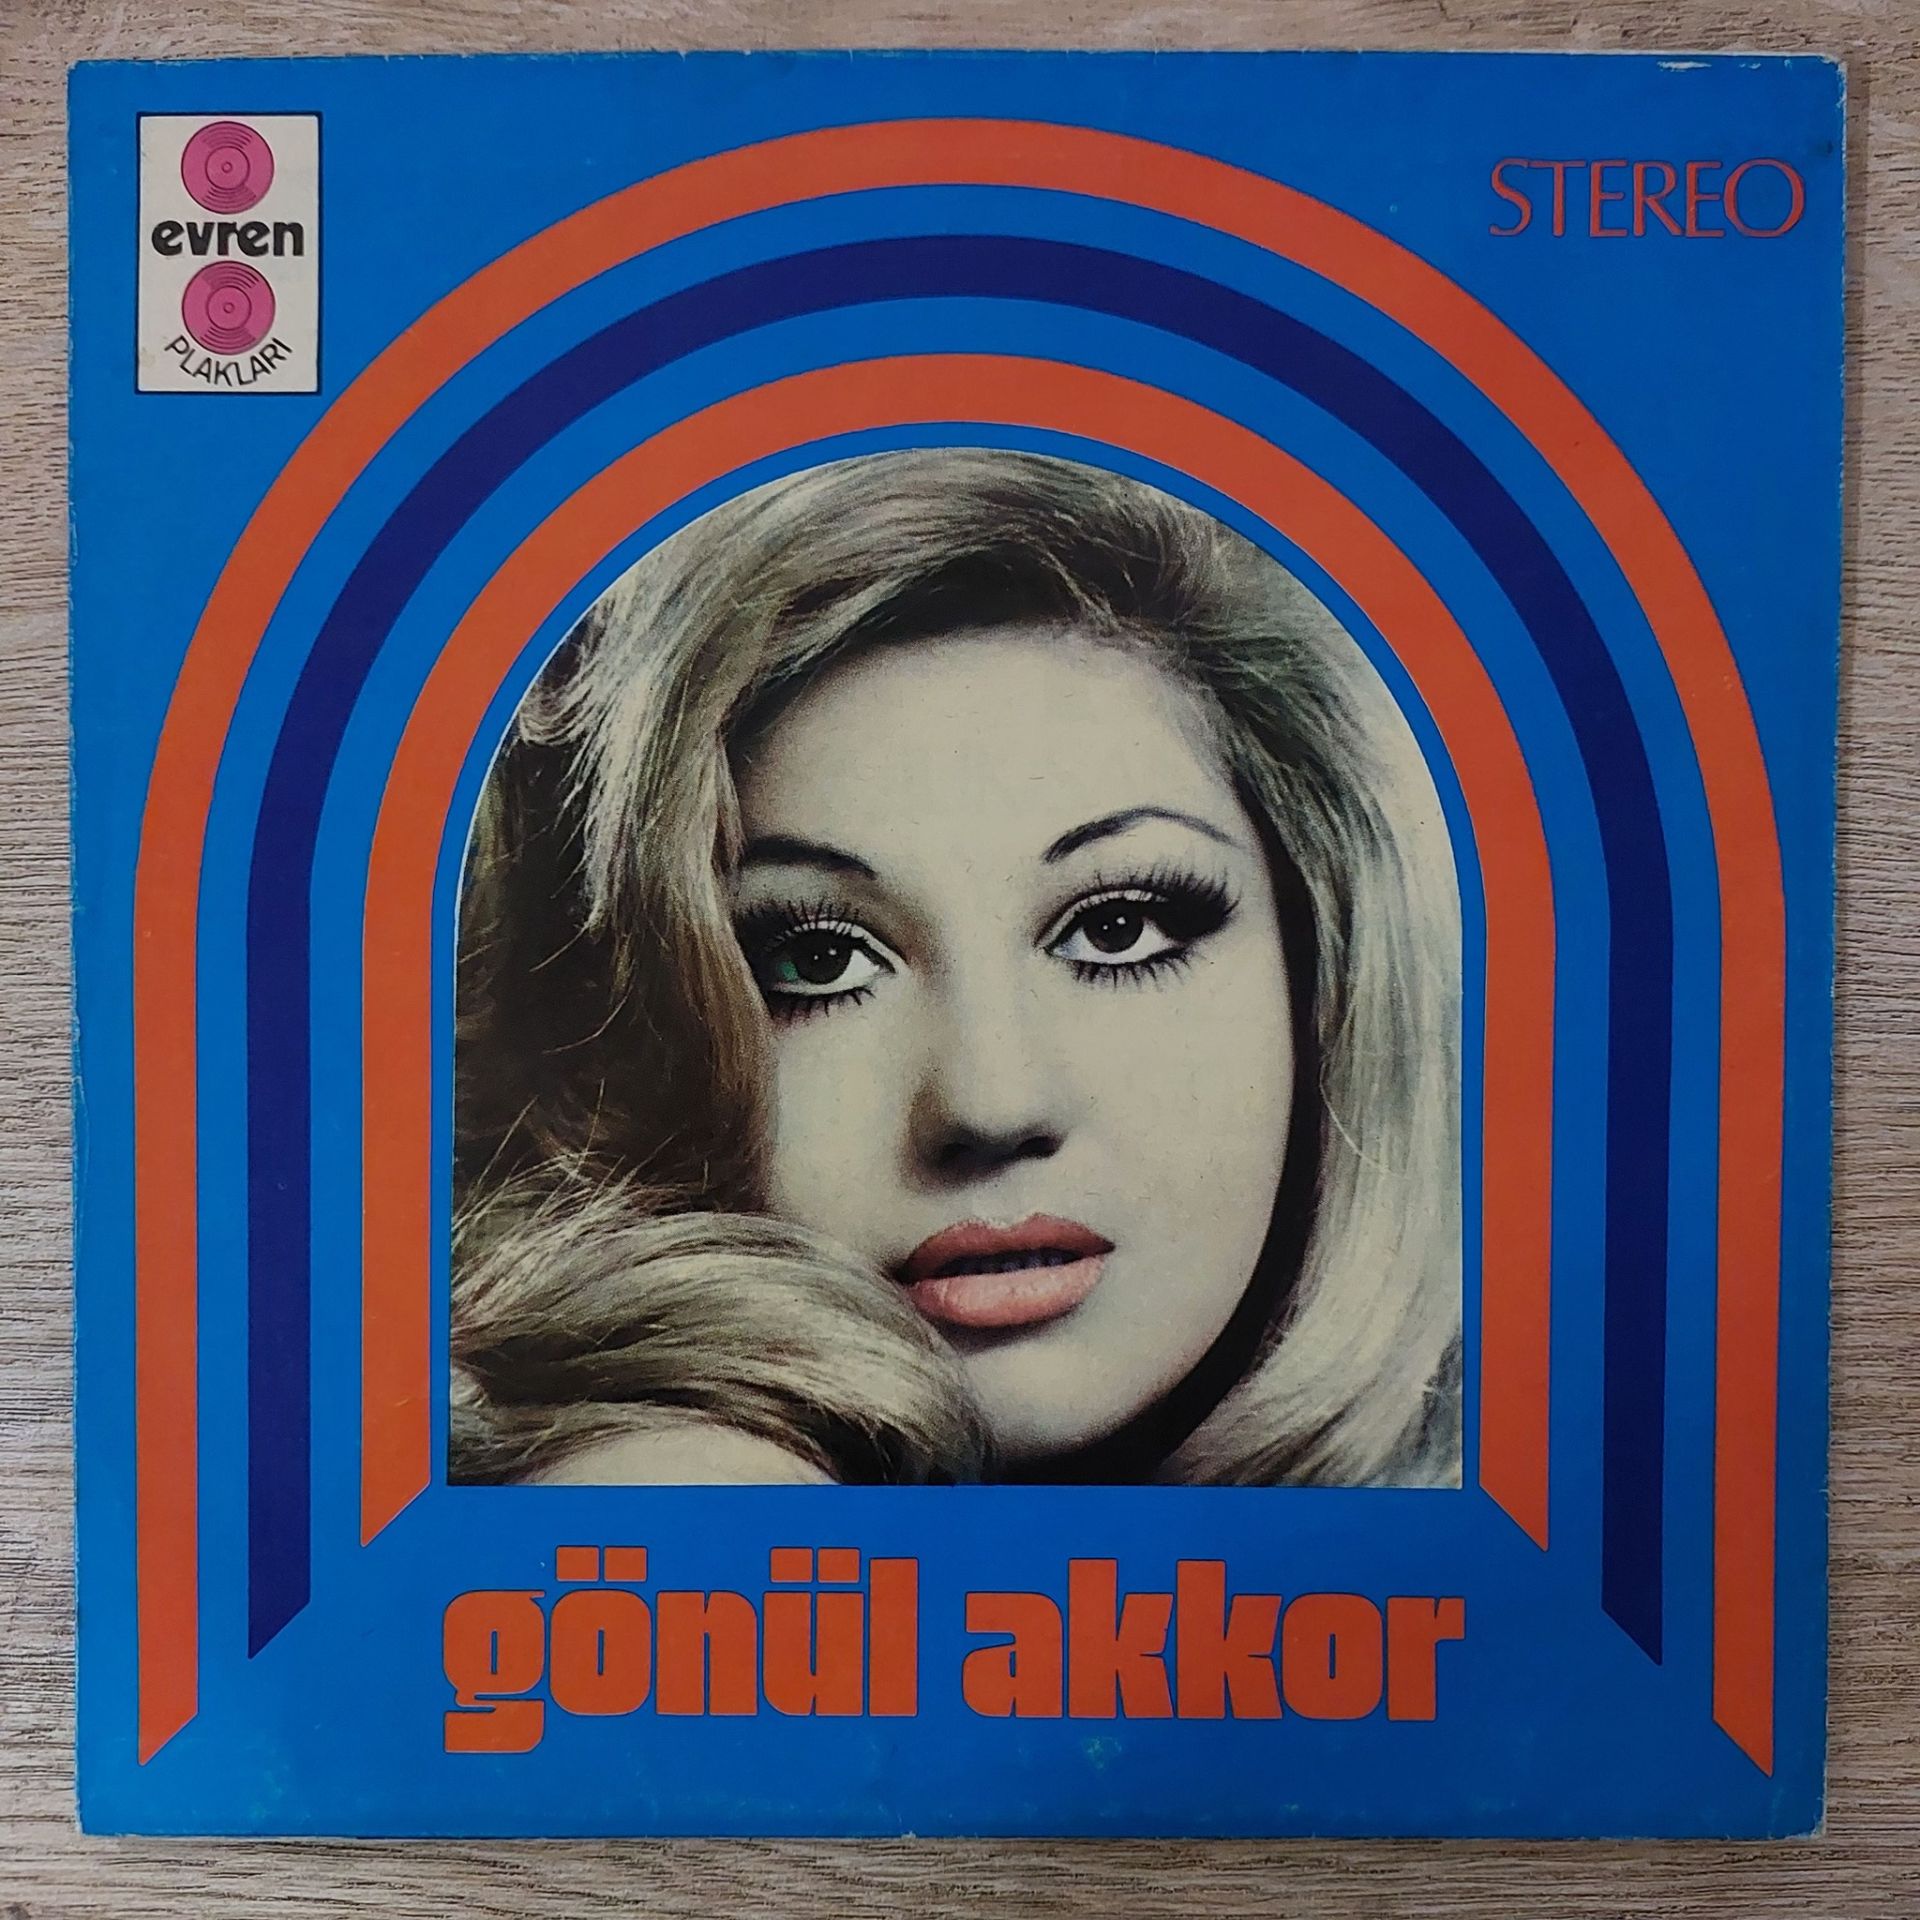 evren
PLAKLARI
STEREO
gönül akkor